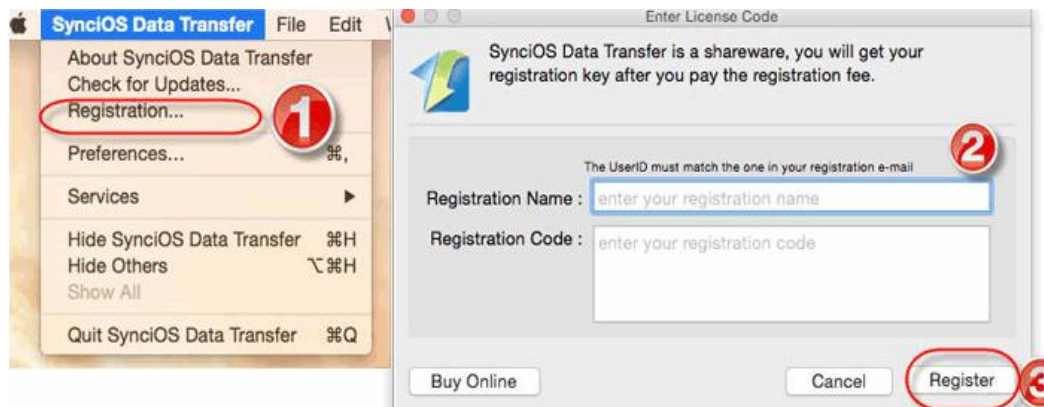 SynciOS Data Transfer File Edit
About SynciOS Data Transfer
Check for Updates...
Registration...
1
Preferences... ⌘,
Services ▶
Hide SynciOS Data Transfer ⌘H
Hide Others ⌥⌘H
Show All
Quit SynciOS Data Transfer ⌘Q
Enter License Code
SynciOS Data Transfer is a shareware, you will get your
registration key after you pay the registration fee.
2
The UserID must match the one in your registration e-mail
Registration Name : enter your registration name
Registration Code : enter your registration code
Buy Online Cancel Register
3